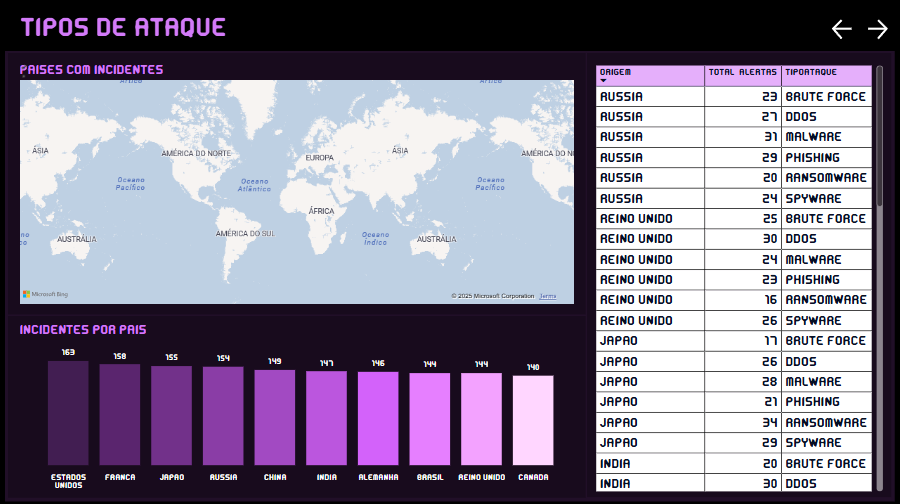 TIPOS DE ATAQUE
PAISES COM INCIDENTES
ÁSIA
AMÉRICA DO NORTE
EUROPA
ÁSIA
AMÉRICA DO N
Oceano
Pacífico
Oceano
Atlântico
Oceano
Pacífico
ÁFRICA
AMÉRICA DO SUL
AUSTRÁLIA
Oceano
Índico
AUSTRÁLIA
Microsoft Bing
© 2025 Microsoft Corporation Terms
INCIDENTES POR PAIS
163 158 155 154 149 147 146 144 144 140
ESTADOS UNIDOS FRANCA JAPAO RUSSIA CHINA INDIA ALEMANHA BRASIL REINO UNIDO CANADA
ORIGEM TOTAL ALERTAS TIPOATAQUE
RUSSIA 23 BRUTE FORCE
RUSSIA 27 DDOS
RUSSIA 31 MALWARE
RUSSIA 29 PHISHING
RUSSIA 20 RANSOMWARE
RUSSIA 24 SPYWARE
REINO UNIDO 25 BRUTE FORCE
REINO UNIDO 30 DDOS
REINO UNIDO 24 MALWARE
REINO UNIDO 23 PHISHING
REINO UNIDO 16 RANSOMWARE
REINO UNIDO 26 SPYWARE
JAPAO 17 BRUTE FORCE
JAPAO 26 DDOS
JAPAO 28 MALWARE
JAPAO 21 PHISHING
JAPAO 34 RANSOMWARE
JAPAO 29 SPYWARE
INDIA 20 BRUTE FORCE
INDIA 30 DDOS